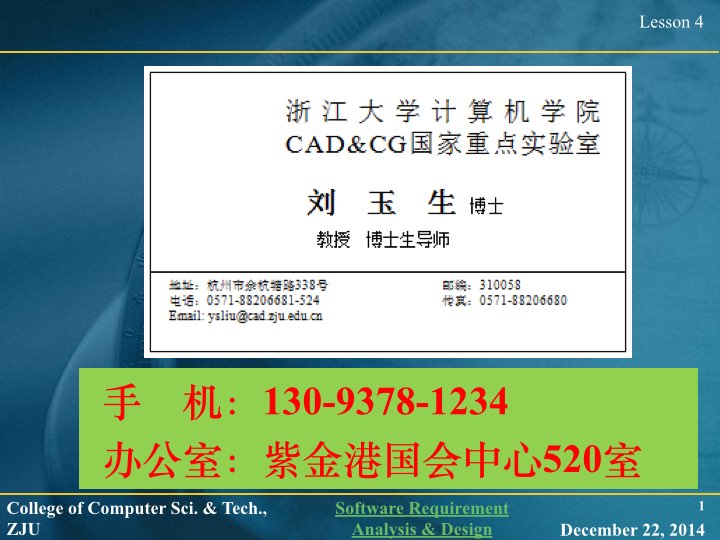 Lesson 4
浙江大学计算机学院
CAD&CG国家重点实验室
刘 玉 生 博士
教授 博士生导师
地址：杭州市余杭塘路338号 邮编：310058
电话：0571-88206681-524 传真：0571-88206680
Email: ysliu@cad.zju.edu.cn
手 机：130-9378-1234
办公室：紫金港国会中心520室
College of Computer Sci. & Tech.,
ZJU
Software Requirement
Analysis & Design
1
December 22, 2014